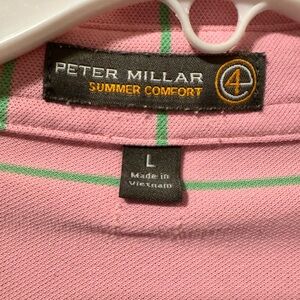 PETER MILLAR
SUMMER COMFORT
4
L
Made in
Vietnam